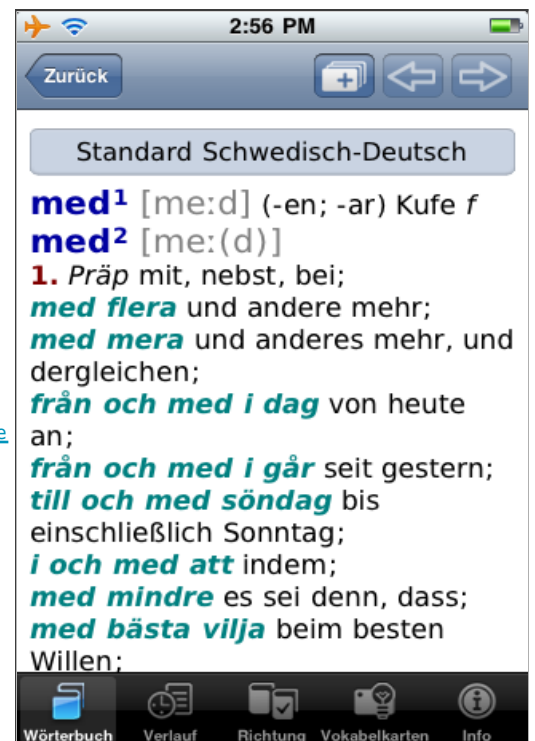 2:56 PM
Zurück
Standard Schwedisch-Deutsch
med¹ [meːd] (-en; -ar) Kufe f
med² [meː(d)]
1. Präp mit, nebst, bei;
med flera und andere mehr;
med mera und anderes mehr, und
dergleichen;
från och med i dag von heute
an;
e
från och med i går seit gestern;
till och med söndag bis
einschließlich Sonntag;
i och med att indem;
med mindre es sei denn, dass;
med bästa vilja beim besten
Willen;
Wörterbuch Verlauf Richtung Vokabelkarten Info